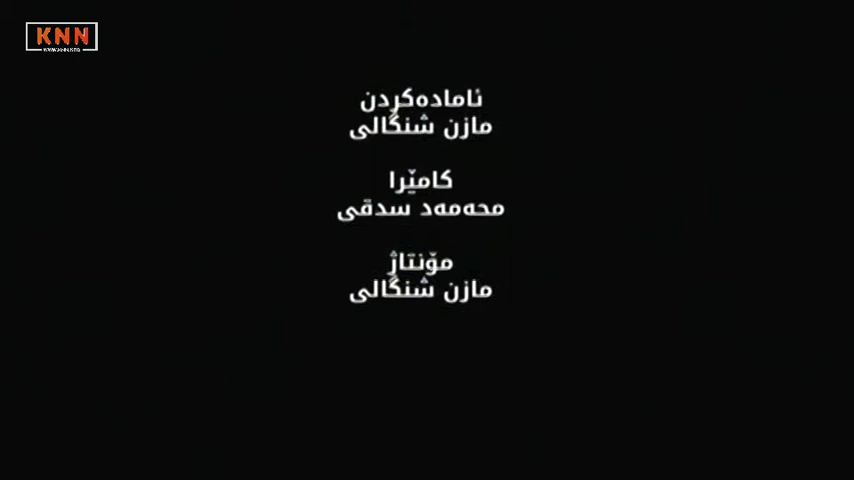 KNN
ئامادەکردن
مازن شنگالی
کامێرا
محەمەد سدقی
مۆنتاژ
مازن شنگالی